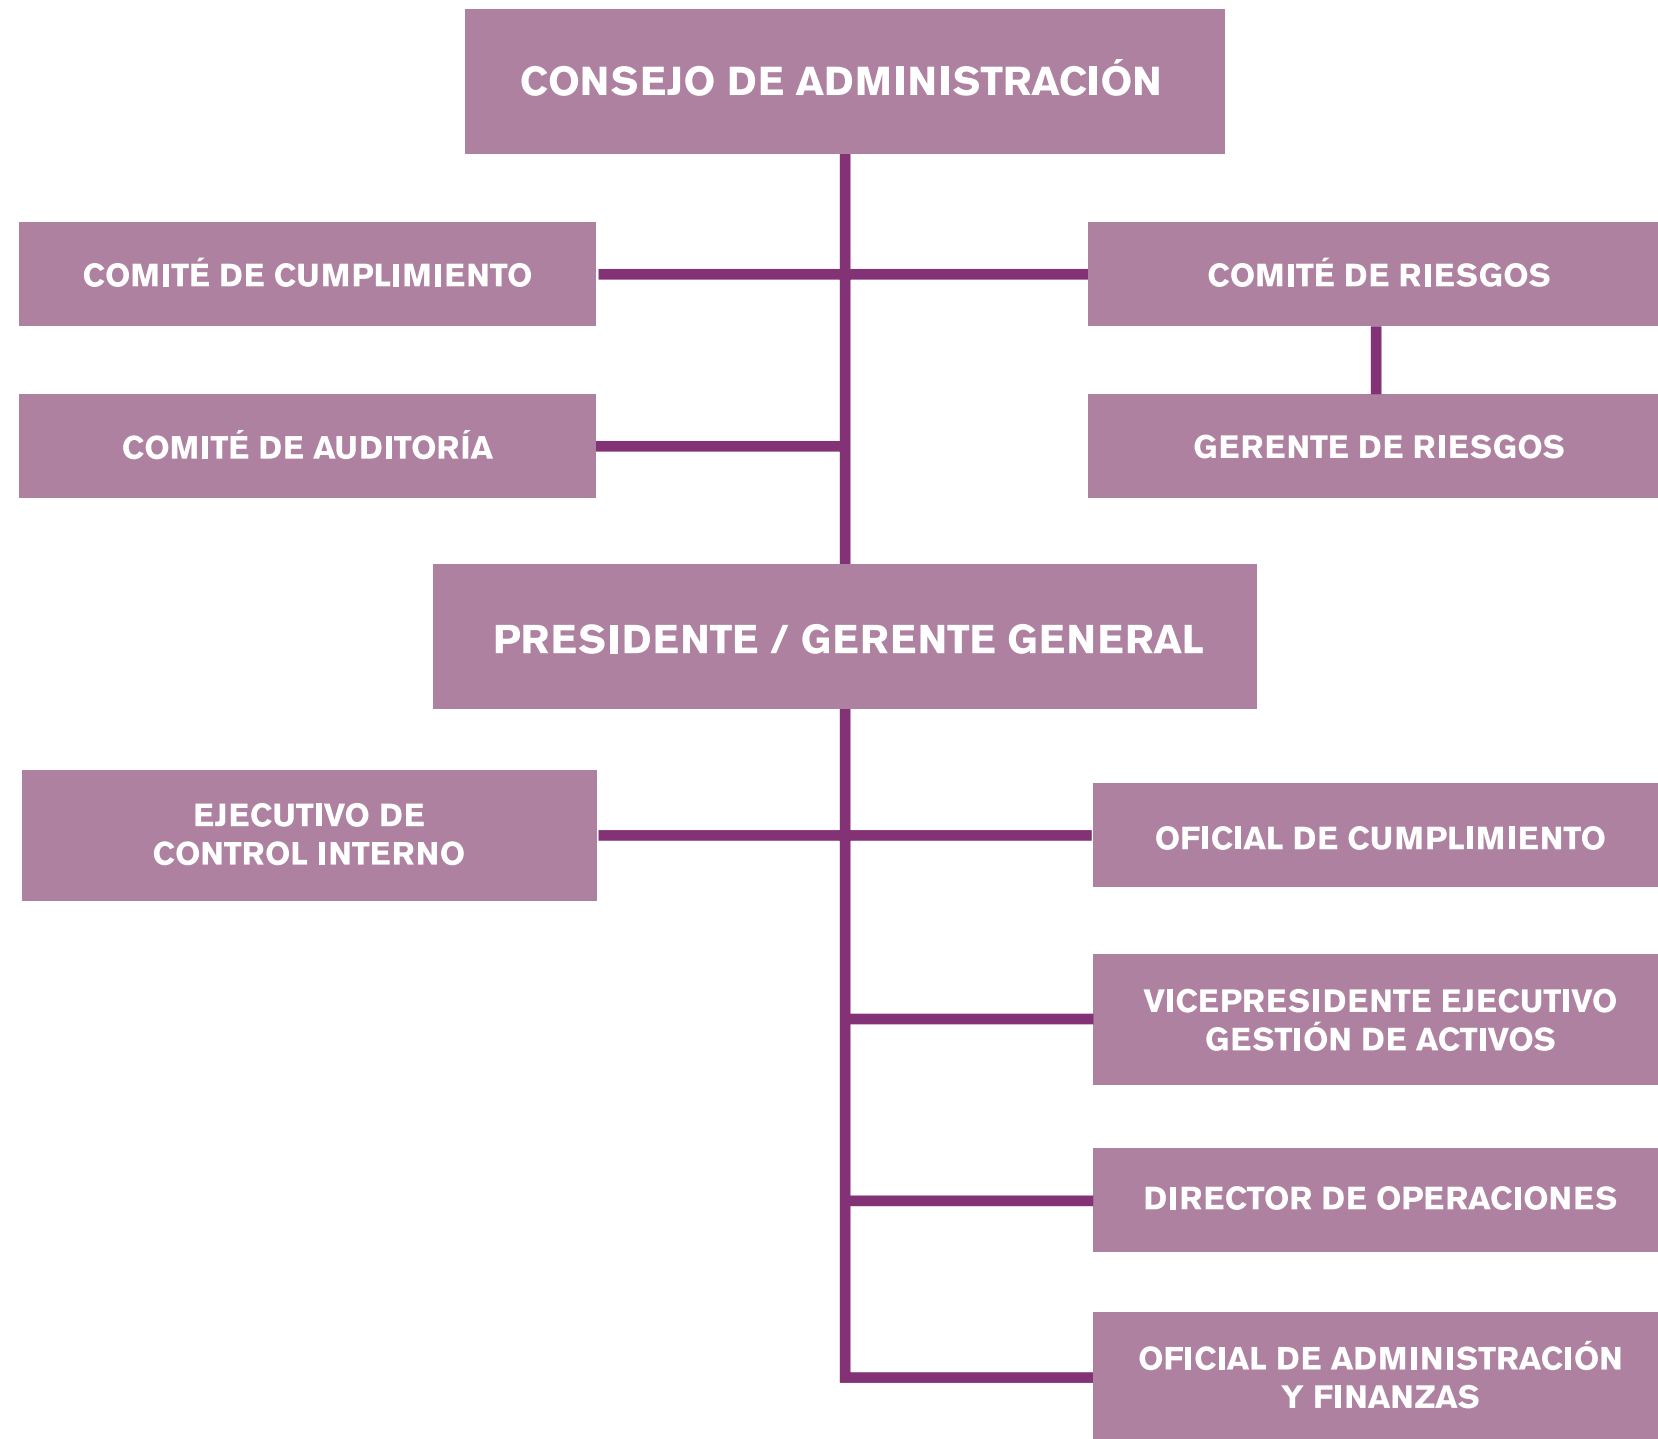 CONSEJO DE ADMINISTRACIÓN
COMITÉ DE CUMPLIMIENTO
COMITÉ DE RIESGOS
COMITÉ DE AUDITORÍA
GERENTE DE RIESGOS
PRESIDENTE / GERENTE GENERAL
EJECUTIVO DE
CONTROL INTERNO
OFICIAL DE CUMPLIMIENTO
VICEPRESIDENTE EJECUTIVO
GESTIÓN DE ACTIVOS
DIRECTOR DE OPERACIONES
OFICIAL DE ADMINISTRACIÓN
Y FINANZAS